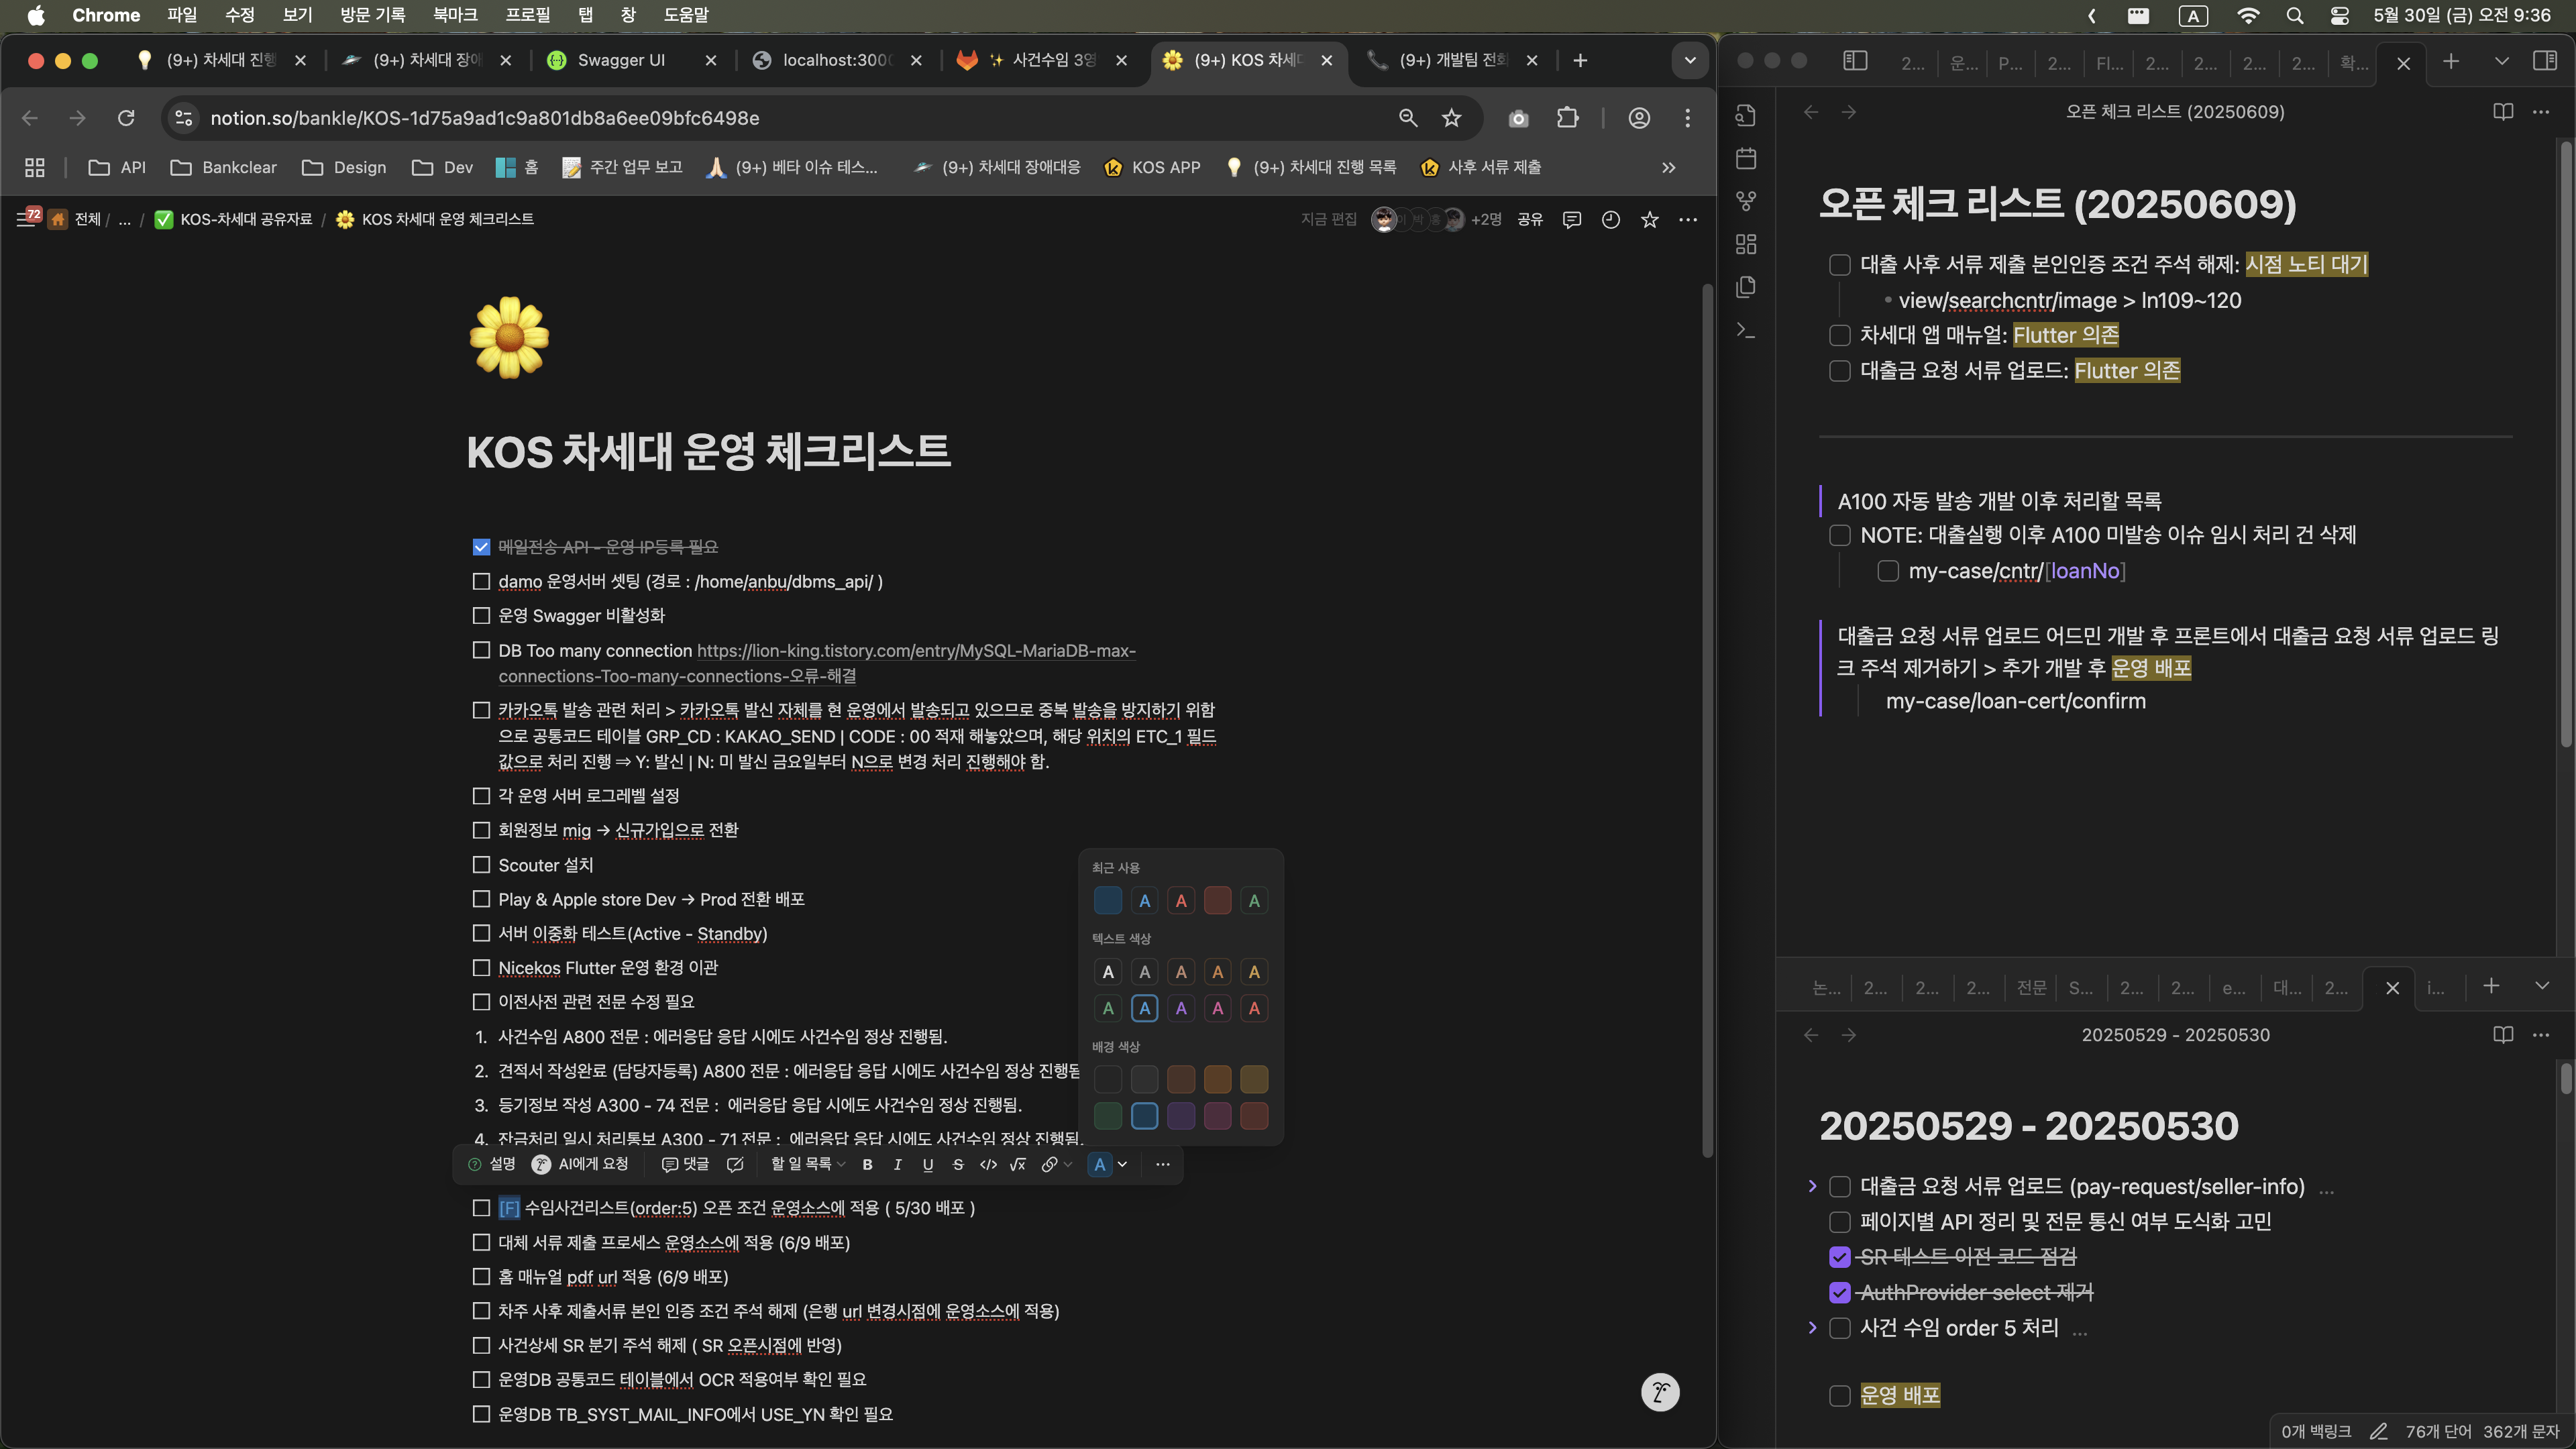 Chrome 파일 수정 보기 방문 기록 북마크 프로필 탭 창 도움말 A 5월 30일 (금) 오전 9:36
(9+) 차세대 진행 (9+) 차세대 장애 Swagger UI localhost:3000 ✨ 사건수임 3영 (9+) KOS 차세대 (9+) 개발팀 전화
notion.so/bankle/KOS-1d75a9ad1c9a801db8a6ee09bfc6498e
API Bankclear Design Dev 홈 주간 업무 보고 (9+) 베타 이슈 테스... (9+) 차세대 장애대응 KOS APP (9+) 차세대 진행 목록 사후 서류 제출
72 전체 / ... / KOS-차세대 공유자료 / KOS 차세대 운영 체크리스트 지금 편집 이 박 홍 +2명 공유
KOS 차세대 운영 체크리스트
메일전송 API - 운영 IP등록 필요
damo 운영서버 셋팅 (경로 : /home/anbu/dbms_api/ )
운영 Swagger 비활성화
DB Too many connection https://lion-king.tistory.com/entry/MySQL-MariaDB-max-
connections-Too-many-connections-오류-해결
카카오톡 발송 관련 처리 > 카카오톡 발신 자체를 현 운영에서 발송되고 있으므로 중복 발송을 방지하기 위함
으로 공통코드 테이블 GRP_CD : KAKAO_SEND | CODE : 00 적재 해놓았으며, 해당 위치의 ETC_1 필드
값으로 처리 진행 ⇒ Y: 발신 | N: 미 발신 금요일부터 N으로 변경 처리 진행해야 함.
각 운영 서버 로그레벨 설정
회원정보 mig → 신규가입으로 전환
Scouter 설치
Play & Apple store Dev → Prod 전환 배포
서버 이중화 테스트(Active - Standby)
Nicekos Flutter 운영 환경 이관
이전사전 관련 전문 수정 필요
1. 사건수임 A800 전문 : 에러응답 응답 시에도 사건수임 정상 진행됨.
2. 견적서 작성완료 (담당자등록) A800 전문 : 에러응답 응답 시에도 사건수임 정상 진행됨
3. 등기정보 작성 A300 - 74 전문 : 에러응답 응답 시에도 사건수임 정상 진행됨.
4. 잔금처리 일시 처리통보 A300 - 71 전문 : 에러응답 응답 시에도 사건수임 정상 진행됨.
설명 AI에게 요청 댓글 할 일 목록 B I U S </> √x A
[F] 수임사건리스트(order:5) 오픈 조건 운영소스에 적용 ( 5/30 배포 )
대체 서류 제출 프로세스 운영소스에 적용 (6/9 배포)
홈 매뉴얼 pdf url 적용 (6/9 배포)
차주 사후 제출서류 본인 인증 조건 주석 해제 (은행 url 변경시점에 운영소스에 적용)
사건상세 SR 분기 주석 해제 ( SR 오픈시점에 반영)
운영DB 공통코드 테이블에서 OCR 적용여부 확인 필요
운영DB TB_SYST_MAIL_INFO에서 USE_YN 확인 필요
최근 사용
A A A
텍스트 색상
A A A A A
A A A A A
배경 색상
2... 운... P... 2... Fl... 2... 2... 2... 2... 확...
오픈 체크 리스트 (20250609)
오픈 체크 리스트 (20250609)
대출 사후 서류 제출 본인인증 조건 주석 해제: 시점 노티 대기
• view/searchcntr/image > ln109~120
차세대 앱 매뉴얼: Flutter 의존
대출금 요청 서류 업로드: Flutter 의존
A100 자동 발송 개발 이후 처리할 목록
NOTE: 대출실행 이후 A100 미발송 이슈 임시 처리 건 삭제
my-case/cntr/[loanNo]
대출금 요청 서류 업로드 어드민 개발 후 프론트에서 대출금 요청 서류 업로드 링
크 주석 제거하기 > 추가 개발 후 운영 배포
my-case/loan-cert/confirm
논... 2... 2... 2... 전문 S... 2... 2... e... 대... 2... i...
20250529 - 20250530
20250529 - 20250530
대출금 요청 서류 업로드 (pay-request/seller-info) ...
페이지별 API 정리 및 전문 통신 여부 도식화 고민
SR 테스트 이전 코드 점검
AuthProvider select 제거
사건 수임 order 5 처리 ...
운영 배포
0개 백링크 76개 단어 362개 문자